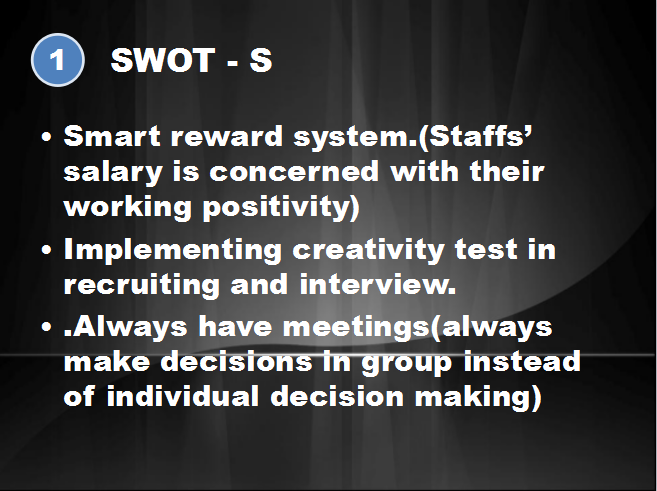 1 SWOT - S
• Smart reward system.(Staffs’
salary is concerned with their
working positivity)
• Implementing creativity test in
recruiting and interview.
• .Always have meetings(always
make decisions in group instead
of individual decision making)